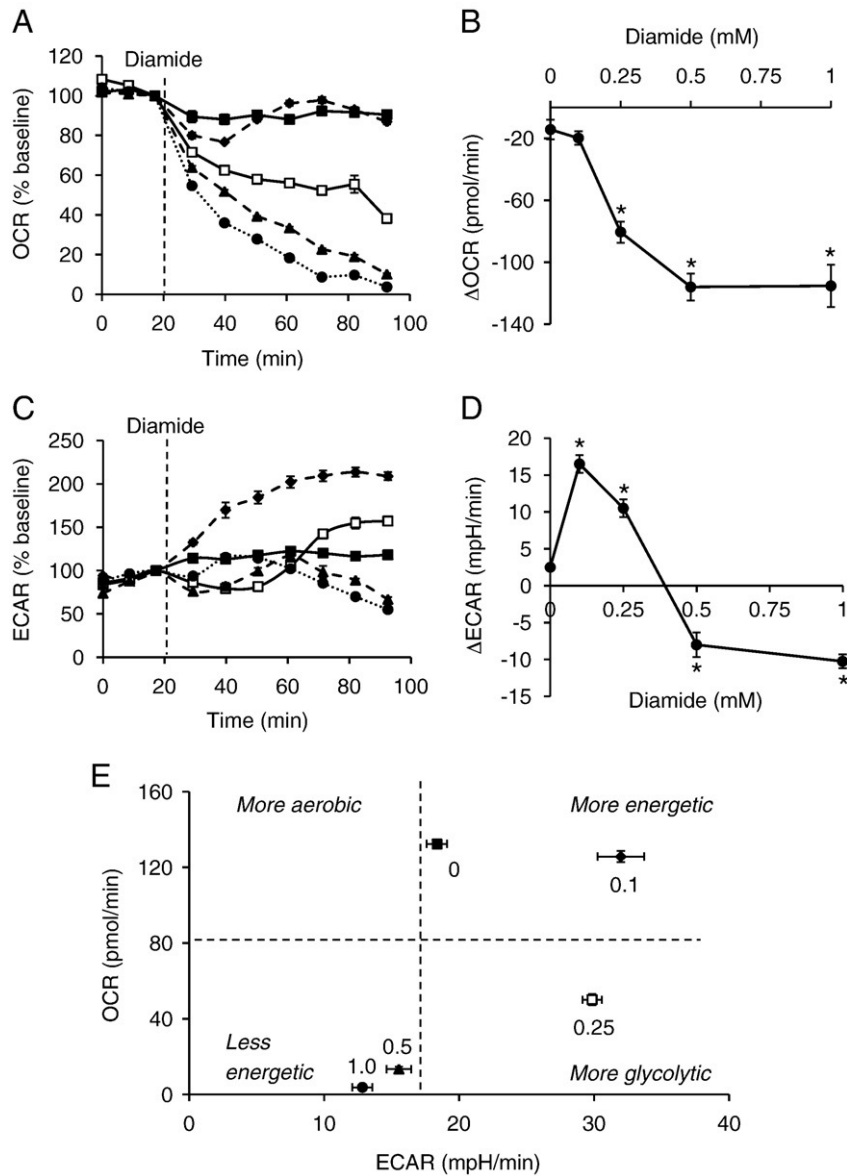 A
Diamide
120
100
80
60
40
20
0
OCR (% baseline)
0 20 40 60 80 100
Time (min)
B
Diamide (mM)
0 0.25 0.5 0.75 1
-20
-60
-100
-140
ΔOCR (pmol/min)
*
*
*
C
Diamide
250
200
150
100
50
0
ECAR (% baseline)
0 20 40 60 80 100
Time (min)
D
20
15
10
5
0
-5
-10
-15
ΔECAR (mpH/min)
*
*
0 0.25 0.5 0.75 1
*
*
Diamide (mM)
E
160
120
80
40
0
OCR (pmol/min)
More aerobic
More energetic
0
0.1
0.25
Less
energetic
1.0
0.5
More glycolytic
0 10 20 30 40
ECAR (mpH/min)